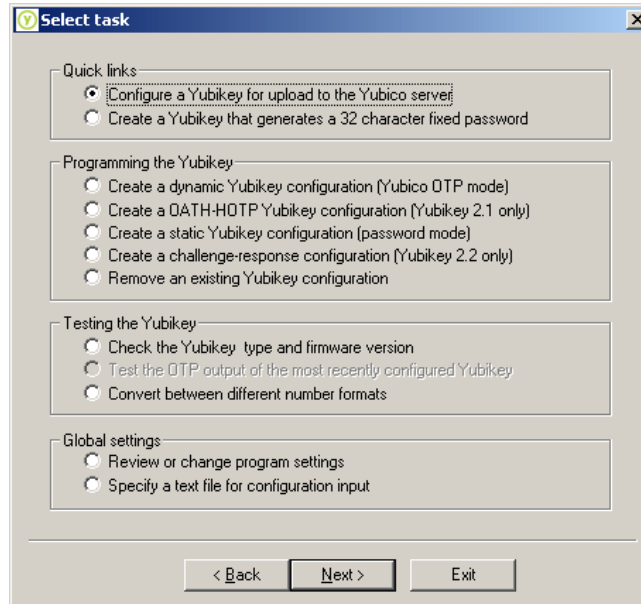 Select task
Quick links
Configure a Yubikey for upload to the Yubico server
Create a Yubikey that generates a 32 character fixed password
Programming the Yubikey
Create a dynamic Yubikey configuration (Yubico OTP mode)
Create a OATH-HOTP Yubikey configuration (Yubikey 2.1 only)
Create a static Yubikey configuration (password mode)
Create a challenge-response configuration (Yubikey 2.2 only)
Remove an existing Yubikey configuration
Testing the Yubikey
Check the Yubikey  type and firmware version
Test the OTP output of the most recently configured Yubikey
Convert between different number formats
Global settings
Review or change program settings
Specify a text file for configuration input
< Back
Next >
Exit